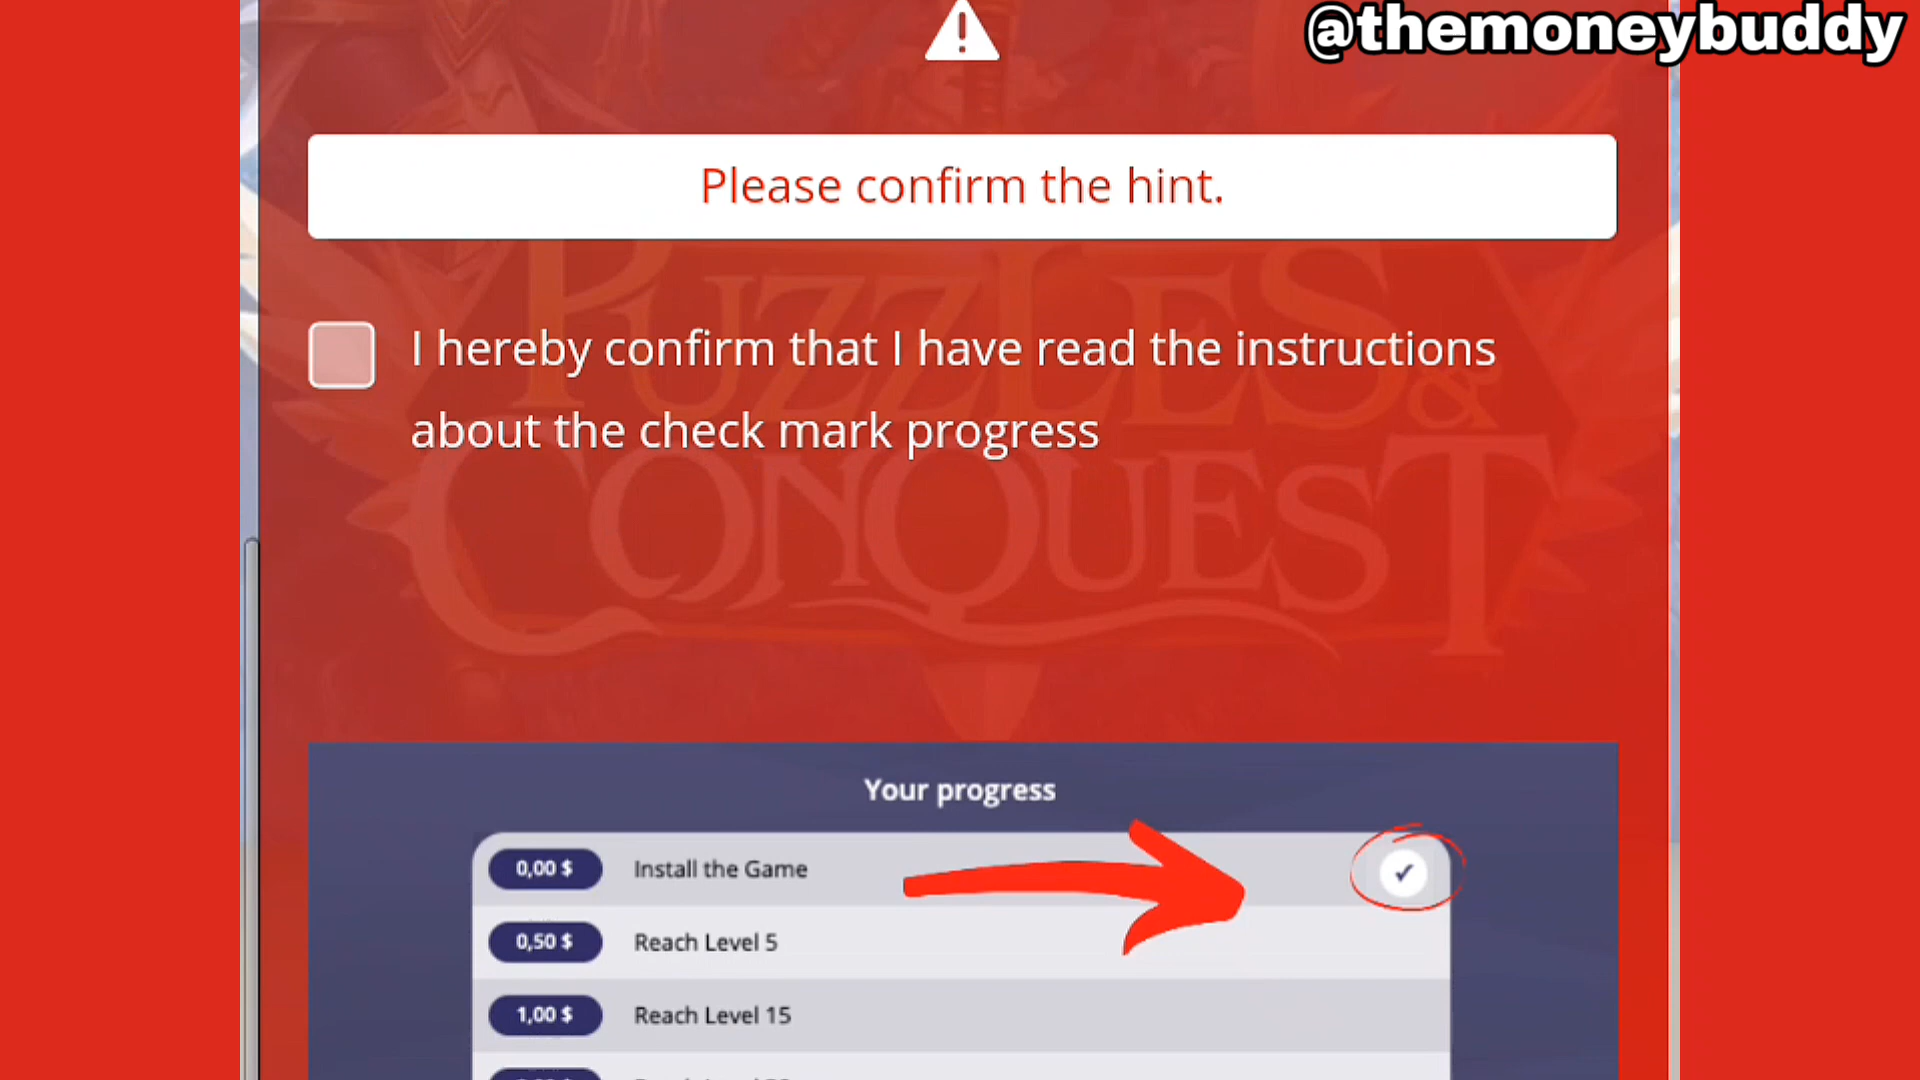 @themoneybuddy
Please confirm the hint.
PUZZLES &
CONQUEST
I hereby confirm that I have read the instructions
about the check mark progress
Your progress
0,00 $ Install the Game
0,50 $ Reach Level 5
1,00 $ Reach Level 15